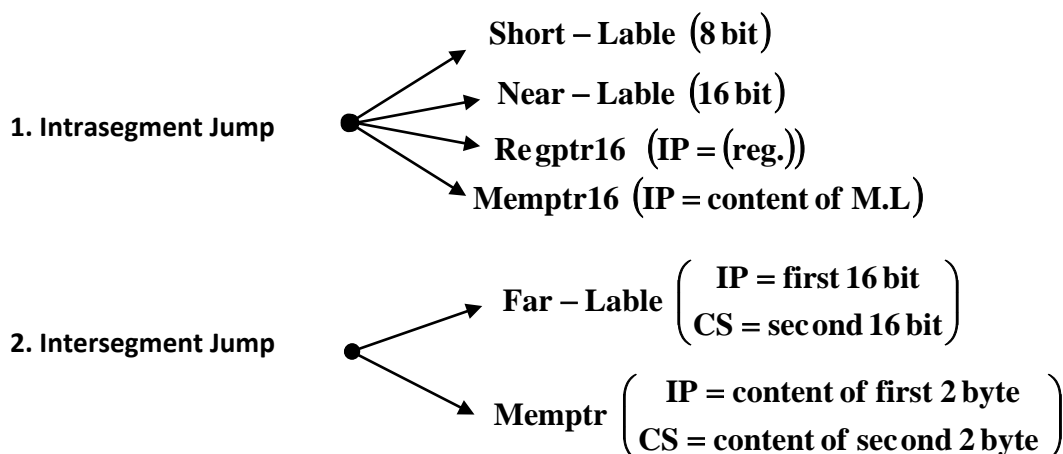 Short – Lable (8 bit)
Near – Lable (16 bit)
1. Intrasegment Jump
Regptr16 (IP = (reg.))
Memptr16 (IP = content of M.L)
Far – Lable (IP = first 16 bit
CS = second 16 bit)
2. Intersegment Jump
Memptr (IP = content of first 2 byte
CS = content of second 2 byte)